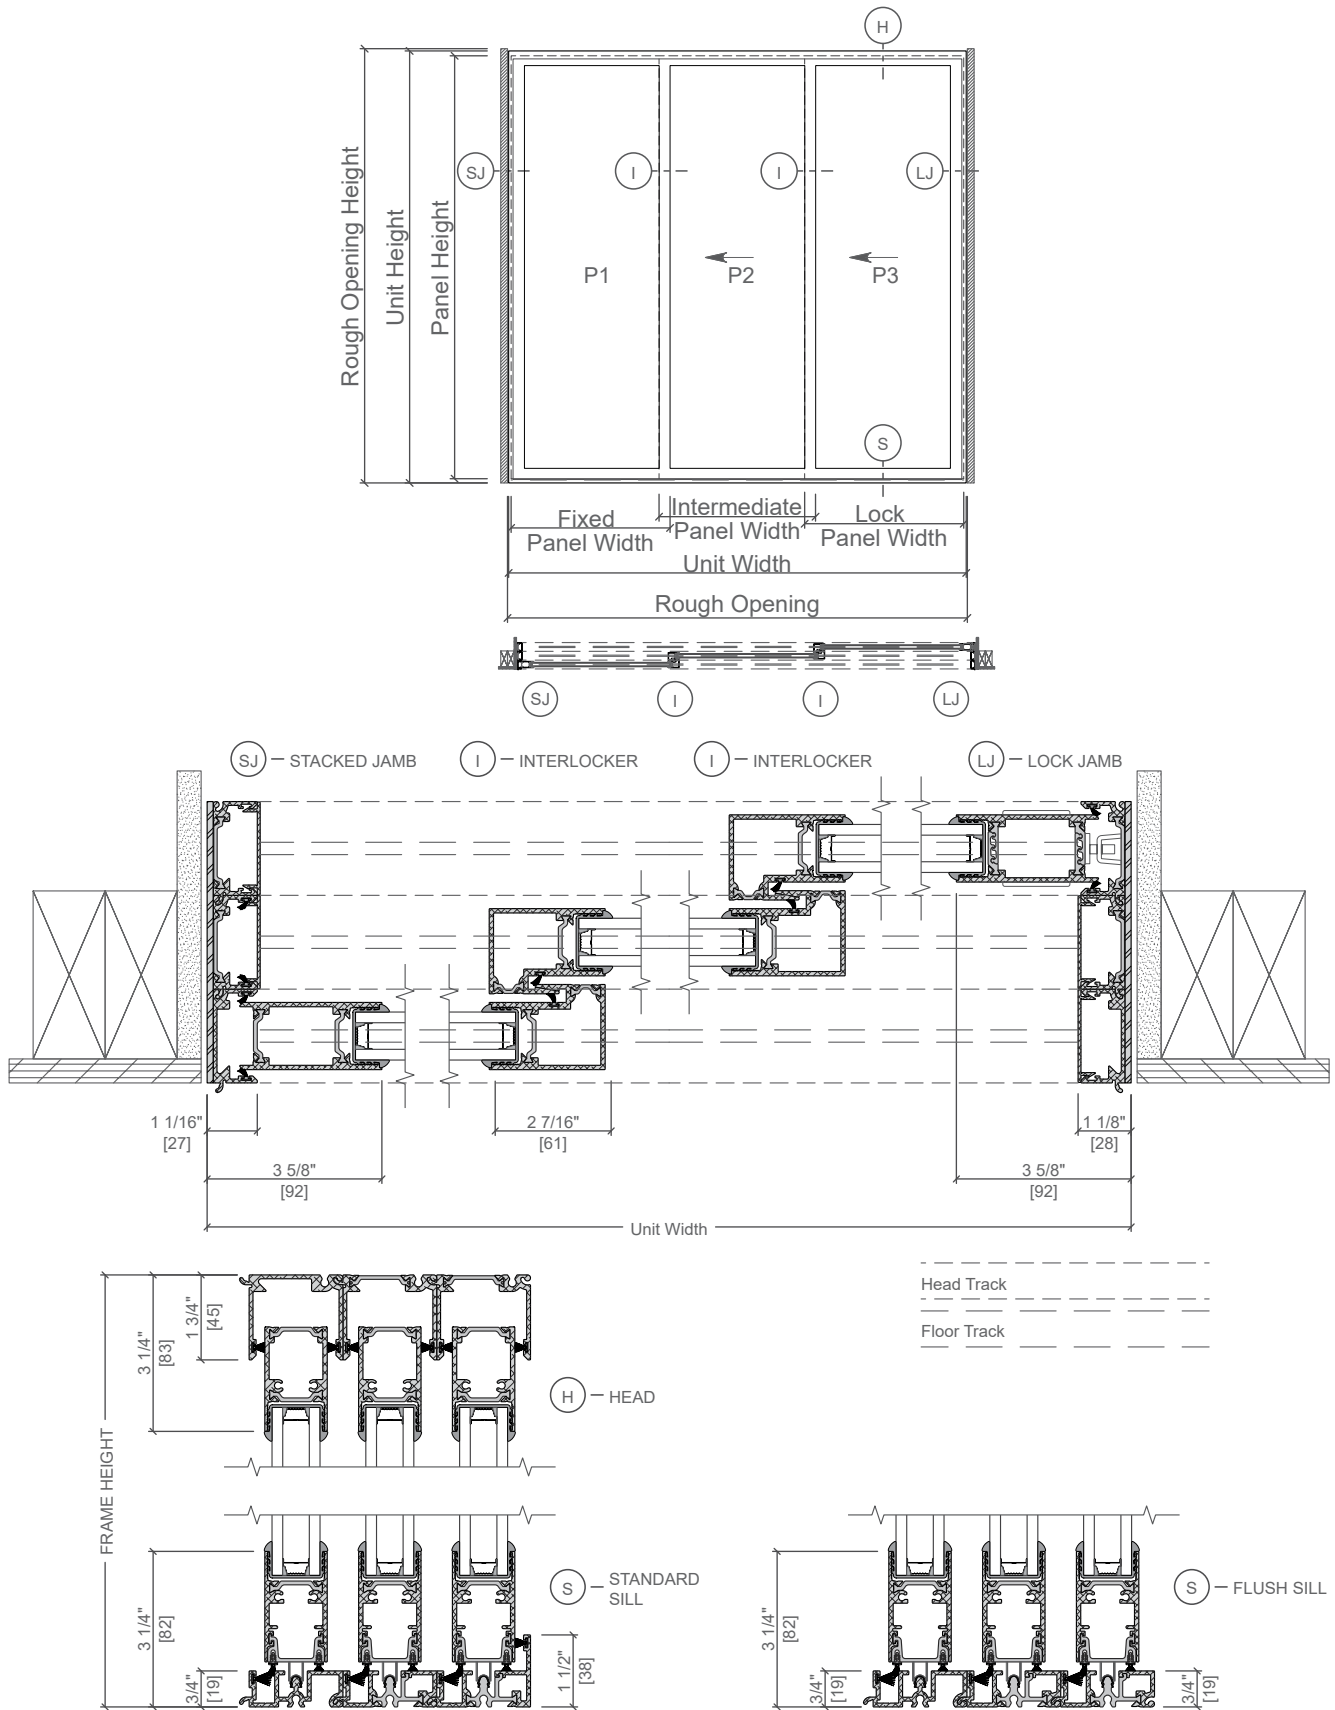 H
Rough Opening Height
Unit Height
Panel Height
SJ
I
I
LJ
P1
P2
P3
S
Fixed
Panel Width
Intermediate
Panel Width
Lock
Panel Width
Unit Width
Rough Opening
SJ
I
I
LJ
SJ – STACKED JAMB
I – INTERLOCKER
I – INTERLOCKER
LJ – LOCK JAMB
1 1/16"
[27]
2 7/16"
[61]
1 1/8"
[28]
3 5/8"
[92]
3 5/8"
[92]
Unit Width
Head Track
Floor Track
FRAME HEIGHT
3 1/4"
[83]
1 3/4"
[45]
H – HEAD
3 1/4"
[82]
3/4"
[19]
1 1/2"
[38]
S – STANDARD
SILL
3 1/4"
[82]
3/4"
[19]
3/4"
[19]
S – FLUSH SILL